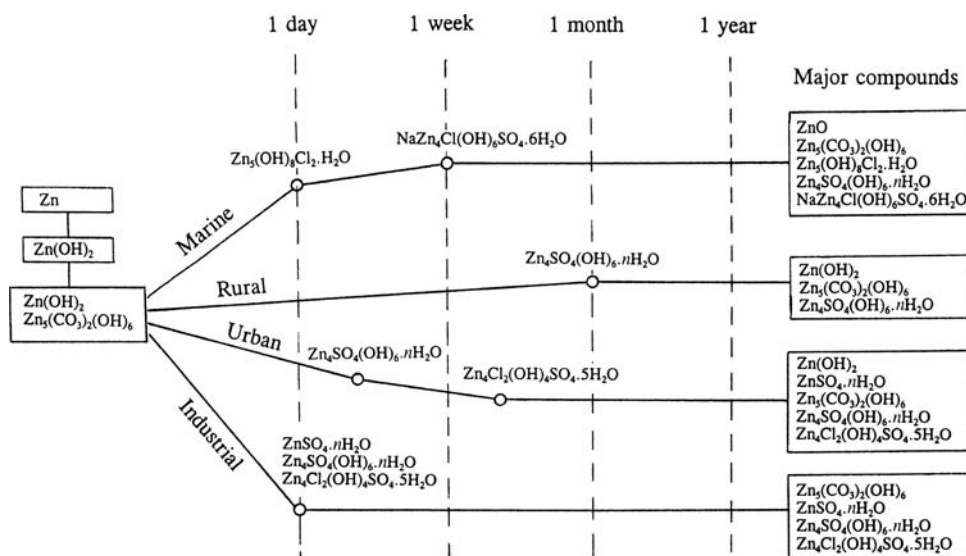 1 day 1 week 1 month 1 year
Major compounds
Zn
Zn(OH)₂
Zn(OH)₂
Zn₅(CO₃)₂(OH)₆
Marine
Zn₅(OH)₈Cl₂.H₂O
NaZn₄Cl(OH)₆SO₄.6H₂O
ZnO
Zn₅(CO₃)₂(OH)₆
Zn₅(OH)₈Cl₂.H₂O
Zn₄SO₄(OH)₆.nH₂O
NaZn₄Cl(OH)₆SO₄.6H₂O
Rural
Zn₄SO₄(OH)₆.nH₂O
Zn(OH)₂
Zn₅(CO₃)₂(OH)₆
Zn₄SO₄(OH)₆.nH₂O
Urban
Zn₄SO₄(OH)₆.nH₂O
Zn₄Cl₂(OH)₄SO₄.5H₂O
Zn(OH)₂
ZnSO₄.nH₂O
Zn₅(CO₃)₂(OH)₆
Zn₄SO₄(OH)₆.nH₂O
Zn₄Cl₂(OH)₄SO₄.5H₂O
Industrial
ZnSO₄.nH₂O
Zn₄SO₄(OH)₆.nH₂O
Zn₄Cl₂(OH)₄SO₄.5H₂O
Zn₅(CO₃)₂(OH)₆
ZnSO₄.nH₂O
Zn₄SO₄(OH)₆.nH₂O
Zn₄Cl₂(OH)₄SO₄.5H₂O